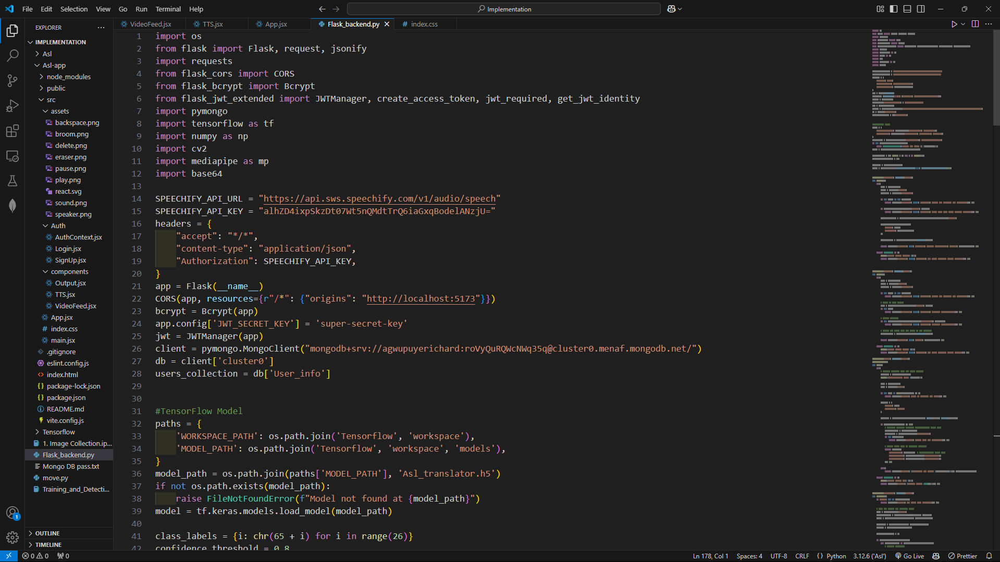 File Edit Selection View Go Run Terminal Help
Implementation
EXPLORER
IMPLEMENTATION
Asl
Asl-app
node_modules
public
src
assets
backspace.png
broom.png
delete.png
eraser.png
pause.png
play.png
react.svg
sound.png
speaker.png
Auth
AuthContext.jsx
Login.jsx
SignUp.jsx
components
Output.jsx
TTS.jsx
VideoFeed.jsx
App.jsx
index.css
main.jsx
.gitignore
eslint.config.js
index.html
package-lock.json
package.json
README.md
vite.config.js
Tensorflow
1. Image Collection.ip...
Flask_backend.py
Mongo DB pass.txt
move.py
Training_and_Detecti...
OUTLINE
TIMELINE
VideoFeed.jsx TTS.jsx App.jsx Flask_backend.py index.css
1 import os
2 from flask import Flask, request, jsonify
3 import requests
4 from flask_cors import CORS
5 from flask_bcrypt import Bcrypt
6 from flask_jwt_extended import JWTManager, create_access_token, jwt_required, get_jwt_identity
7 import pymongo
8 import tensorflow as tf
9 import numpy as np
10 import cv2
11 import mediapipe as mp
12 import base64
13
14 SPEECHIFY_API_URL = "https://api.sws.speechify.com/v1/audio/speech"
15 SPEECHIFY_API_KEY = "alhZD4ixpSkzDt07Wt5nQMdtTrQ6iaGxqBodelANzjU="
16 headers = {
17 "accept": "*/*",
18 "content-type": "application/json",
19 "Authorization": SPEECHIFY_API_KEY,
20 }
21 app = Flask(__name__)
22 CORS(app, resources={r"/*": {"origins": "http://localhost:5173"}})
23 bcrypt = Bcrypt(app)
24 app.config['JWT_SECRET_KEY'] = 'super-secret-key'
25 jwt = JWTManager(app)
26 client = pymongo.MongoClient("mongodb+srv://agwupuyerichard:roVyQuRQWcNWq35q@cluster0.menaf.mongodb.net/")
27 db = client['cluster0']
28 users_collection = db['User_info']
29
30
31 #TensorFlow Model
32 paths = {
33 'WORKSPACE_PATH': os.path.join('Tensorflow', 'workspace'),
34 'MODEL_PATH': os.path.join('Tensorflow', 'workspace', 'models'),
35 }
36 model_path = os.path.join(paths['MODEL_PATH'], 'Asl_translator.h5')
37 if not os.path.exists(model_path):
38 raise FileNotFoundError(f"Model not found at {model_path}")
39 model = tf.keras.models.load_model(model_path)
40
41 class_labels = {i: chr(65 + i) for i in range(26)}
42 confidence_threshold = 0.8
1
0 0 0 Ln 178, Col 1 Spaces: 4 UTF-8 CRLF { } Python 3.12.6 ('Asl') Go Live Prettier